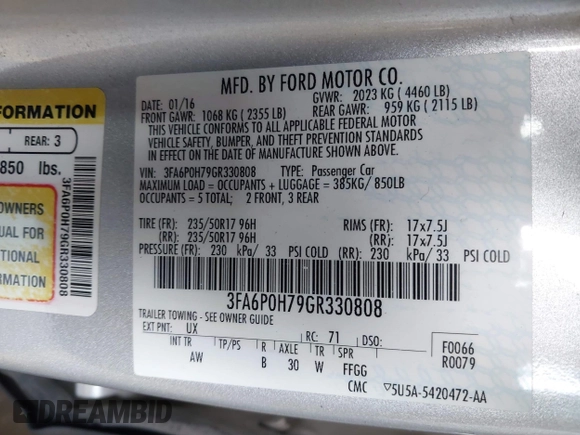 MFD. BY FORD MOTOR CO.
DATE: 01/16 GVWR: 2023 KG ( 4460 LB)
FRONT GAWR: 1068 KG ( 2355 LB) REAR GAWR: 959 KG ( 2115 LB)
THIS VEHICLE CONFORMS TO ALL APPLICABLE FEDERAL MOTOR
VEHICLE SAFETY, BUMPER, AND THEFT PREVENTION STANDARDS
IN EFFECT ON THE DATE OF MANUFACTURE SHOWN ABOVE.
VIN: 3FA6P0H79GR330808 TYPE: Passenger Car
MAXIMUM LOAD = OCCUPANTS + LUGGAGE = 385KG/ 850LB
OCCUPANTS = 5 TOTAL; 2 FRONT, 3 REAR
TIRE (FR): 235/50R17 96H RIMS (FR): 17x7.5J
(RR): 235/50R17 96H (RR): 17x7.5J
PRESSURE (FR): 230 kPa/ 33 PSI COLD (RR): 230 kPa/ 33 PSI COLD
3FA6P0H79GR330808
TRAILER TOWING - SEE OWNER GUIDE
EXT PNT: UX RC: 71 DSO: F0066
R0079
INT TR TP/PS R AXLE TR SPR
AW B 30 W FFGG
CMC ▽5U5A-5420472-AA
FORMATION
REAR: 3
850 lbs.
OWNERS
UAL FOR
TIONAL
MATION
3FA6P0H79GR330808
DREAMBID